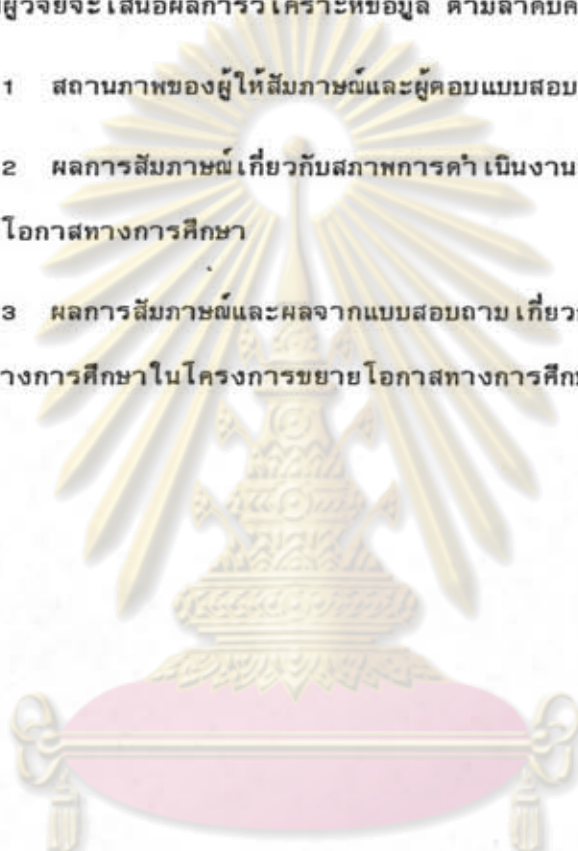 ผู้วิจัยจะเสนอผลการวิเคราะห์ข้อมูล ตามลำดับ
1 สถานภาพของผู้ให้สัมภาษณ์และผู้ตอบแบบสอบ
2 ผลการสัมภาษณ์เกี่ยวกับสภาพการดำเนินงาน
โอกาสทางการศึกษา
3 ผลการสัมภาษณ์และผลจากแบบสอบถามเกี่ยว
างการศึกษาในโครงการขยายโอกาสทางการศึก